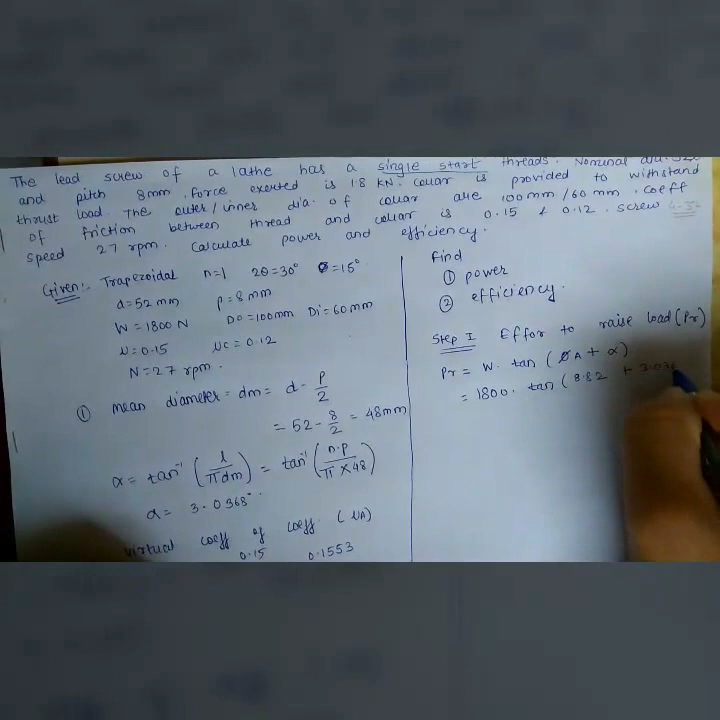 The lead screw of a lathe has a single start threads. Nominal dia. 52
and pitch 8mm, force exerted is 1.8 KN. Collar is provided to withstand
thrust load. The outer/inner dia. of collar are 100mm/60 mm. coeff
of friction between thread and collar is 0.15 & 0.12. screw
speed 27 rpm. Calculate power and efficiency.
Given:- Trapezoidal n=1 2θ=30° θ=15°
d=52mm p=8mm
W=1800 N Do=100mm Di=60mm
μ=0.15 μc=0.12
N=27 rpm.
① mean diameter = dm = d - p/2
= 52 - 8/2 = 48mm
α = tan⁻¹ (l/πdm) = tan⁻¹ (n.p/π×48)
α = 3.0368°.
virtual coeff of coeff. (μA)
0.15 0.1553
Find
① power
② efficiency.
Step I Effor to raise load (Pr)
Pr = W. tan (ØA + α)
= 1800. tan (8.82 + 3.036